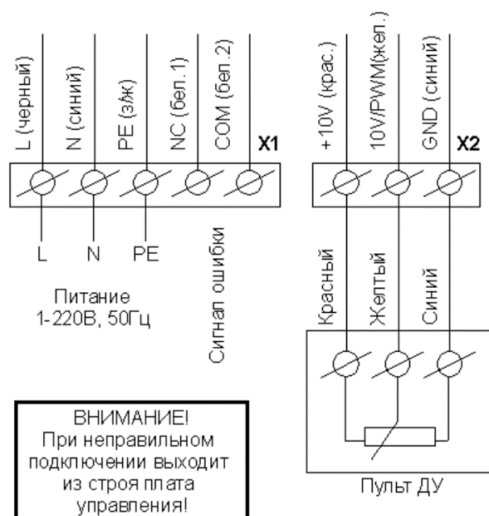 L (черный)
N (синий)
PE (з/ж)
NC (бел.1)
COM (бел.2)
X1
+10V (крас.)
10V/PWM(жел.)
GND (синий)
X2
L
N
PE
Питание
1~220В, 50Гц
Сигнал ошибки
Красный
Желтый
Синий
Пульт ДУ
ВНИМАНИЕ!
При неправильном
подключении выходит
из строя плата
управления!